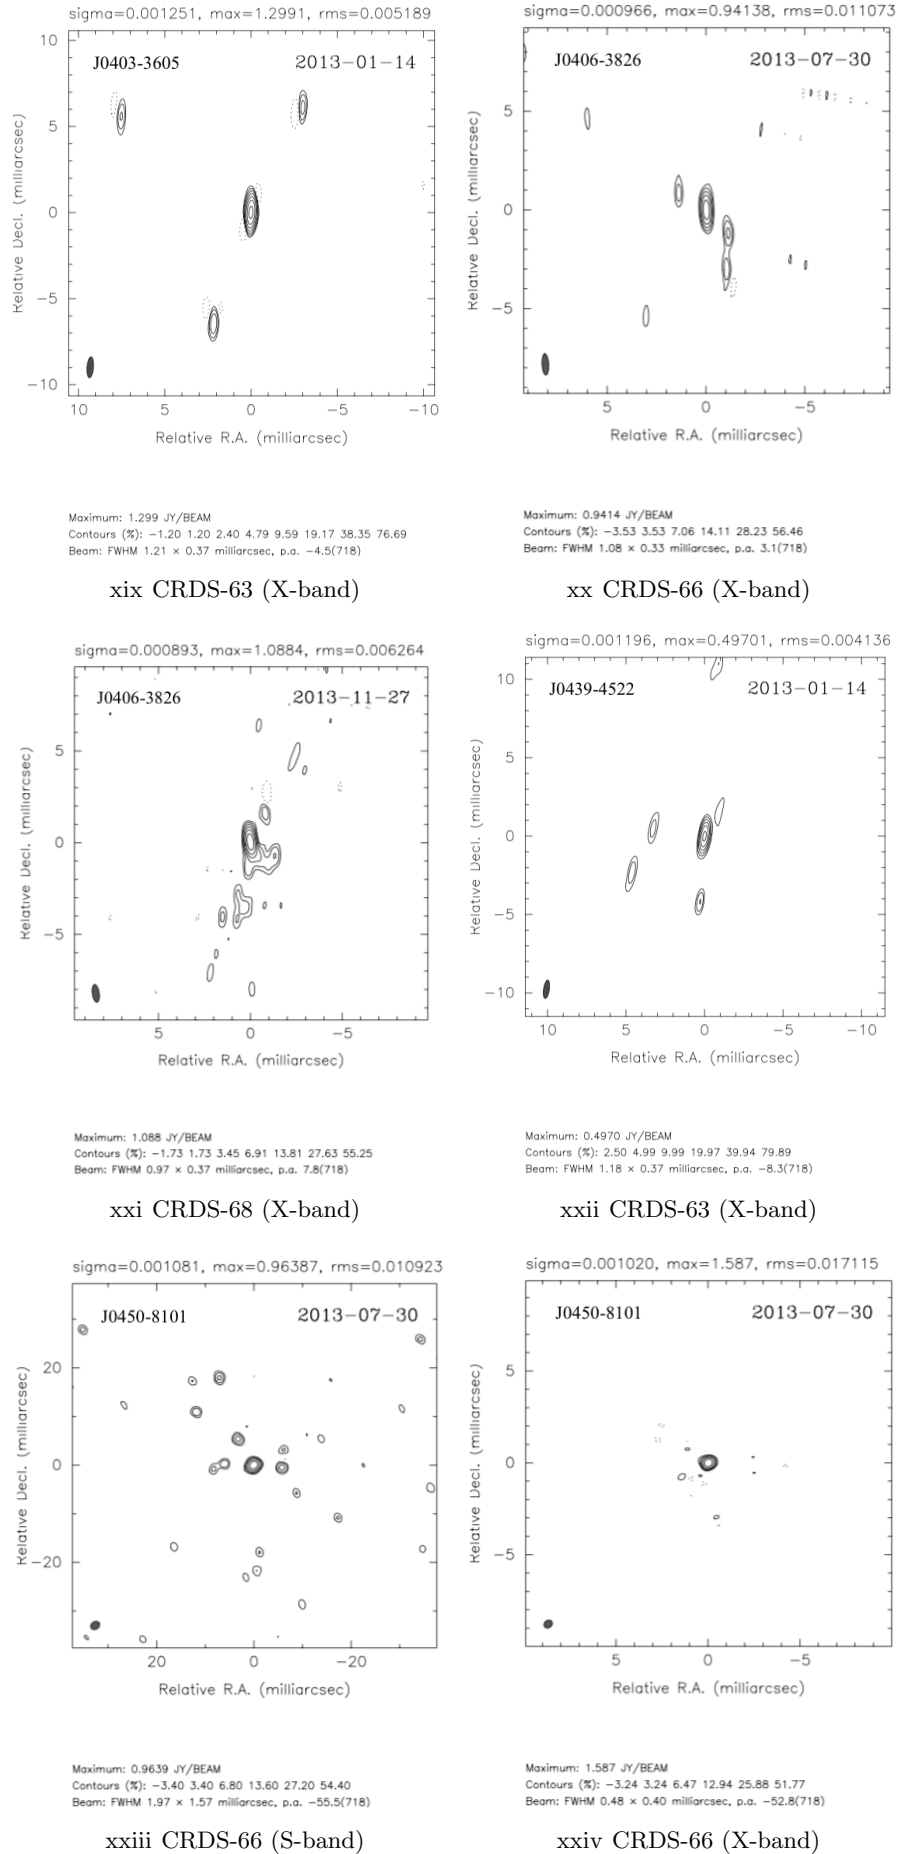 sigma=0.001251, max=1.2991, rms=0.005189
J0403-3605
2013-01-14
10
5
0
-5
-10
Relative Decl. (milliarcsec)
10 5 0 -5 -10
Relative R.A. (milliarcsec)
Maximum: 1.299 JY/BEAM
Contours (%): -1.20 1.20 2.40 4.79 9.59 19.17 38.35 76.69
Beam: FWHM 1.21 × 0.37 milliarcsec, p.a. -4.5(718)
xix CRDS-63 (X-band)
sigma=0.000966, max=0.94138, rms=0.011073
J0406-3826
2013-07-30
5
0
-5
Relative Decl. (milliarcsec)
5 0 -5
Relative R.A. (milliarcsec)
Maximum: 0.9414 JY/BEAM
Contours (%): -3.53 3.53 7.06 14.11 28.23 56.46
Beam: FWHM 1.08 × 0.33 milliarcsec, p.a. 3.1(718)
xx CRDS-66 (X-band)
sigma=0.000893, max=1.0884, rms=0.006264
J0406-3826
2013-11-27
5
0
-5
Relative Decl. (milliarcsec)
5 0 -5
Relative R.A. (milliarcsec)
Maximum: 1.088 JY/BEAM
Contours (%): -1.73 1.73 3.45 6.91 13.81 27.63 55.25
Beam: FWHM 0.97 × 0.37 milliarcsec, p.a. 7.8(718)
xxi CRDS-68 (X-band)
sigma=0.001196, max=0.49701, rms=0.004136
J0439-4522
2013-01-14
10
5
0
-5
-10
Relative Decl. (milliarcsec)
10 5 0 -5 -10
Relative R.A. (milliarcsec)
Maximum: 0.4970 JY/BEAM
Contours (%): 2.50 4.99 9.99 19.97 39.94 79.89
Beam: FWHM 1.18 × 0.37 milliarcsec, p.a. -8.3(718)
xxii CRDS-63 (X-band)
sigma=0.001081, max=0.96387, rms=0.010923
J0450-8101
2013-07-30
20
0
-20
Relative Decl. (milliarcsec)
20 0 -20
Relative R.A. (milliarcsec)
Maximum: 0.9639 JY/BEAM
Contours (%): -3.40 3.40 6.80 13.60 27.20 54.40
Beam: FWHM 1.97 × 1.57 milliarcsec, p.a. -55.5(718)
xxiii CRDS-66 (S-band)
sigma=0.001020, max=1.587, rms=0.017115
J0450-8101
2013-07-30
5
0
-5
Relative Decl. (milliarcsec)
5 0 -5
Relative R.A. (milliarcsec)
Maximum: 1.587 JY/BEAM
Contours (%): -3.24 3.24 6.47 12.94 25.88 51.77
Beam: FWHM 0.48 × 0.40 milliarcsec, p.a. -52.8(718)
xxiv CRDS-66 (X-band)